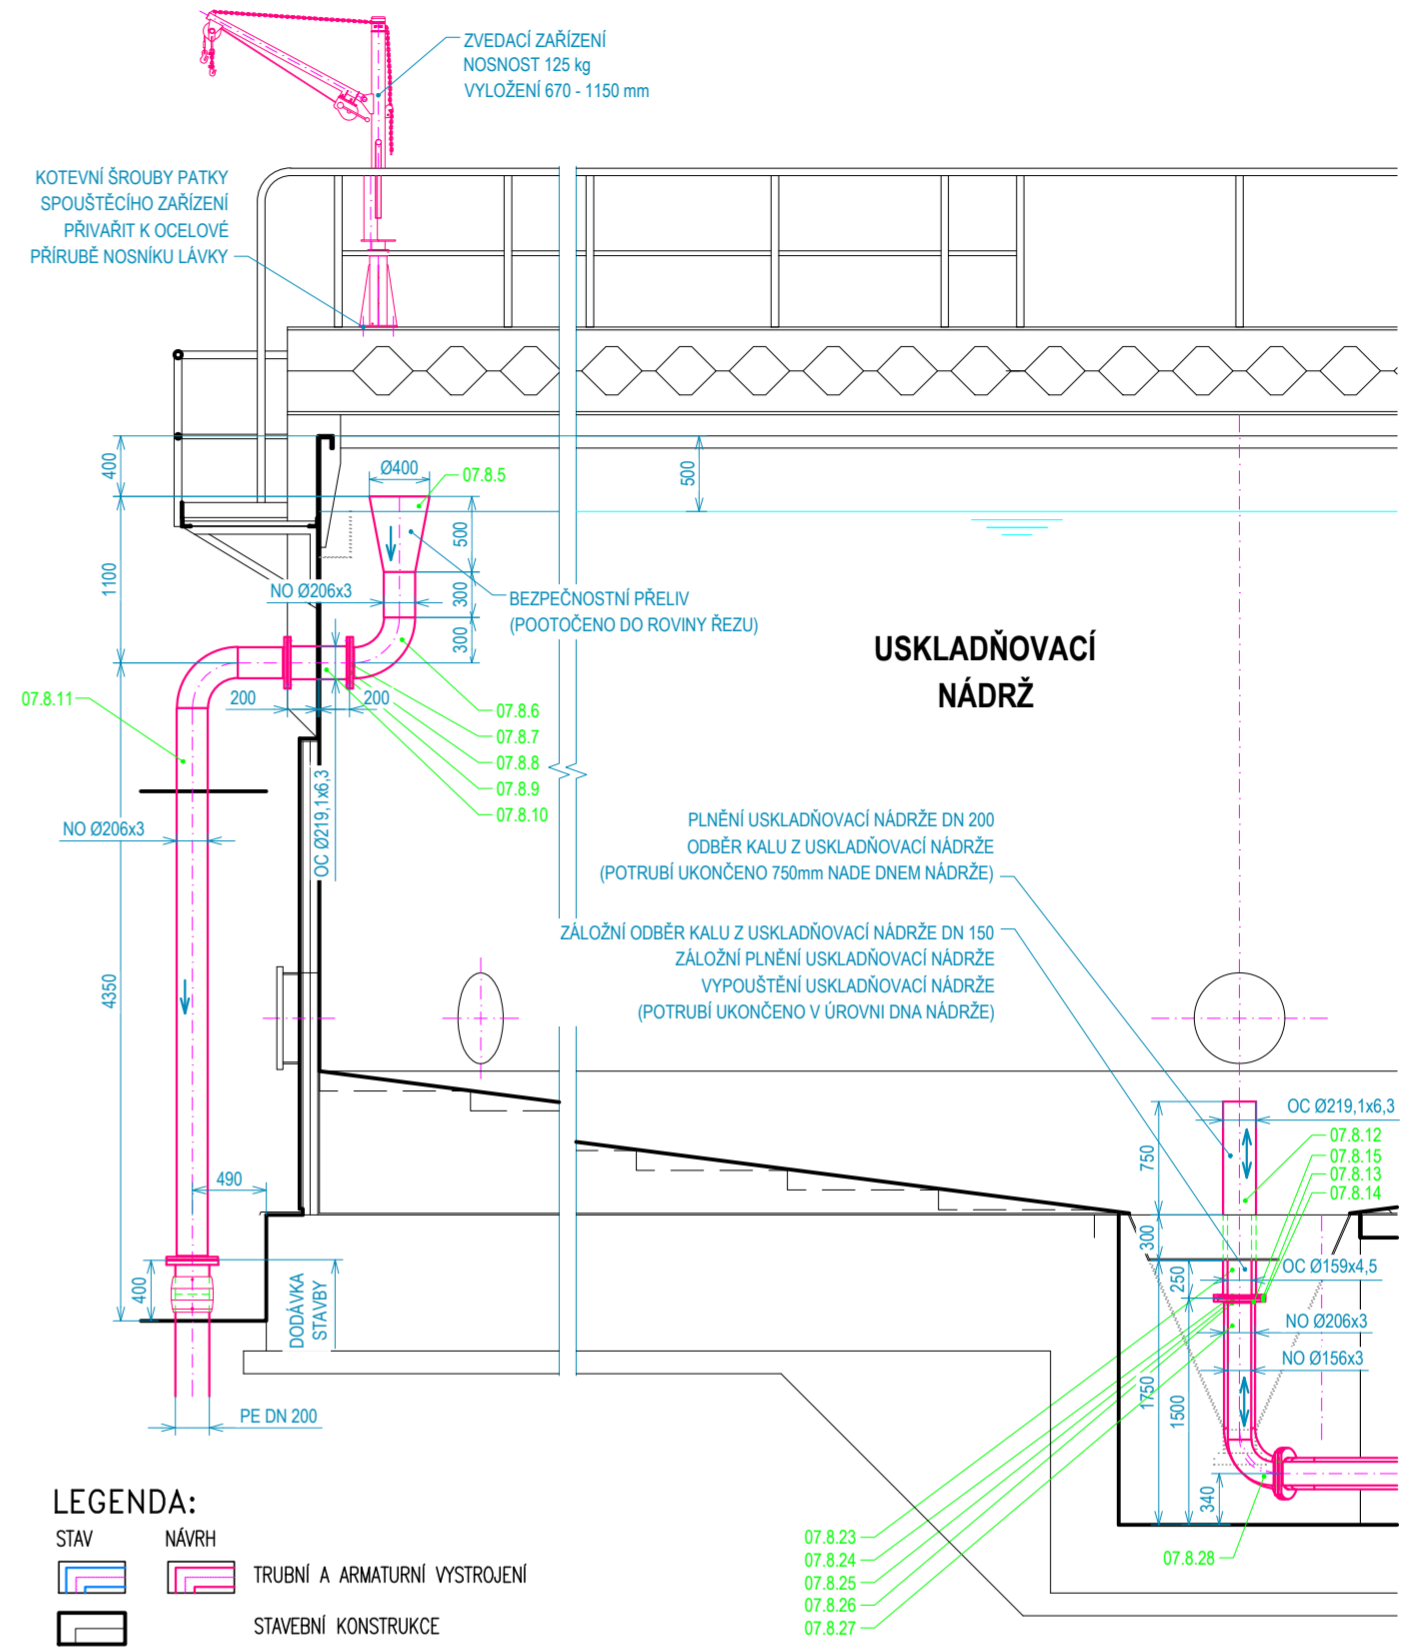 ZVEDACÍ ZAŘÍZENÍ
NOSNOST 125 kg
VYLOŽENÍ 670 - 1150 mm
KOTEVNÍ ŠROUBY PATKY
SPOUŠTĚCÍHO ZAŘÍZENÍ
PŘIVAŘIT K OCELOVÉ
PŘÍRUBĚ NOSNÍKU LÁVKY
400
Ø400
07.8.5
500
500
1100
NO Ø206x3
300
BEZPEČNOSTNÍ PŘELIV
(POOTOČENO DO ROVINY ŘEZU)
300
USKLADŇOVACÍ
NÁDRŽ
07.8.11
200
200
07.8.6
07.8.7
07.8.8
07.8.9
07.8.10
OC Ø219,1x6,3
NO Ø206x3
PLNĚNÍ USKLADŇOVACÍ NÁDRŽE DN 200
ODBĚR KALU Z USKLADŇOVACÍ NÁDRŽE
(POTRUBÍ UKONČENO 750mm NADE DNEM NÁDRŽE)
ZÁLOŽNÍ ODBĚR KALU Z USKLADŇOVACÍ NÁDRŽE DN 150
ZÁLOŽNÍ PLNĚNÍ USKLADŇOVACÍ NÁDRŽE
VYPOUŠTĚNÍ USKLADŇOVACÍ NÁDRŽE
(POTRUBÍ UKONČENO V ÚROVNI DNA NÁDRŽE)
4350
OC Ø219,1x6,3
07.8.12
07.8.15
07.8.13
07.8.14
750
490
300
250
OC Ø159x4,5
400
DODÁVKA
STAVBY
NO Ø206x3
NO Ø156x3
1750
1500
PE DN 200
340
07.8.23
07.8.24
07.8.25
07.8.26
07.8.27
07.8.28
LEGENDA:
STAV NÁVRH
TRUBNÍ A ARMATURNÍ VYSTROJENÍ
STAVEBNÍ KONSTRUKCE